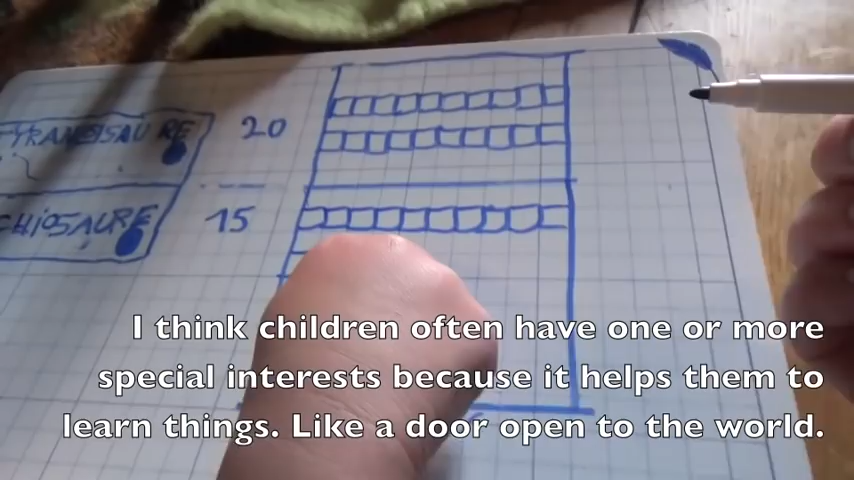 TYRANOSAURE 20
CHIOSAURE 15
I think children often have one or more
special interests because it helps them to
learn things. Like a door open to the world.